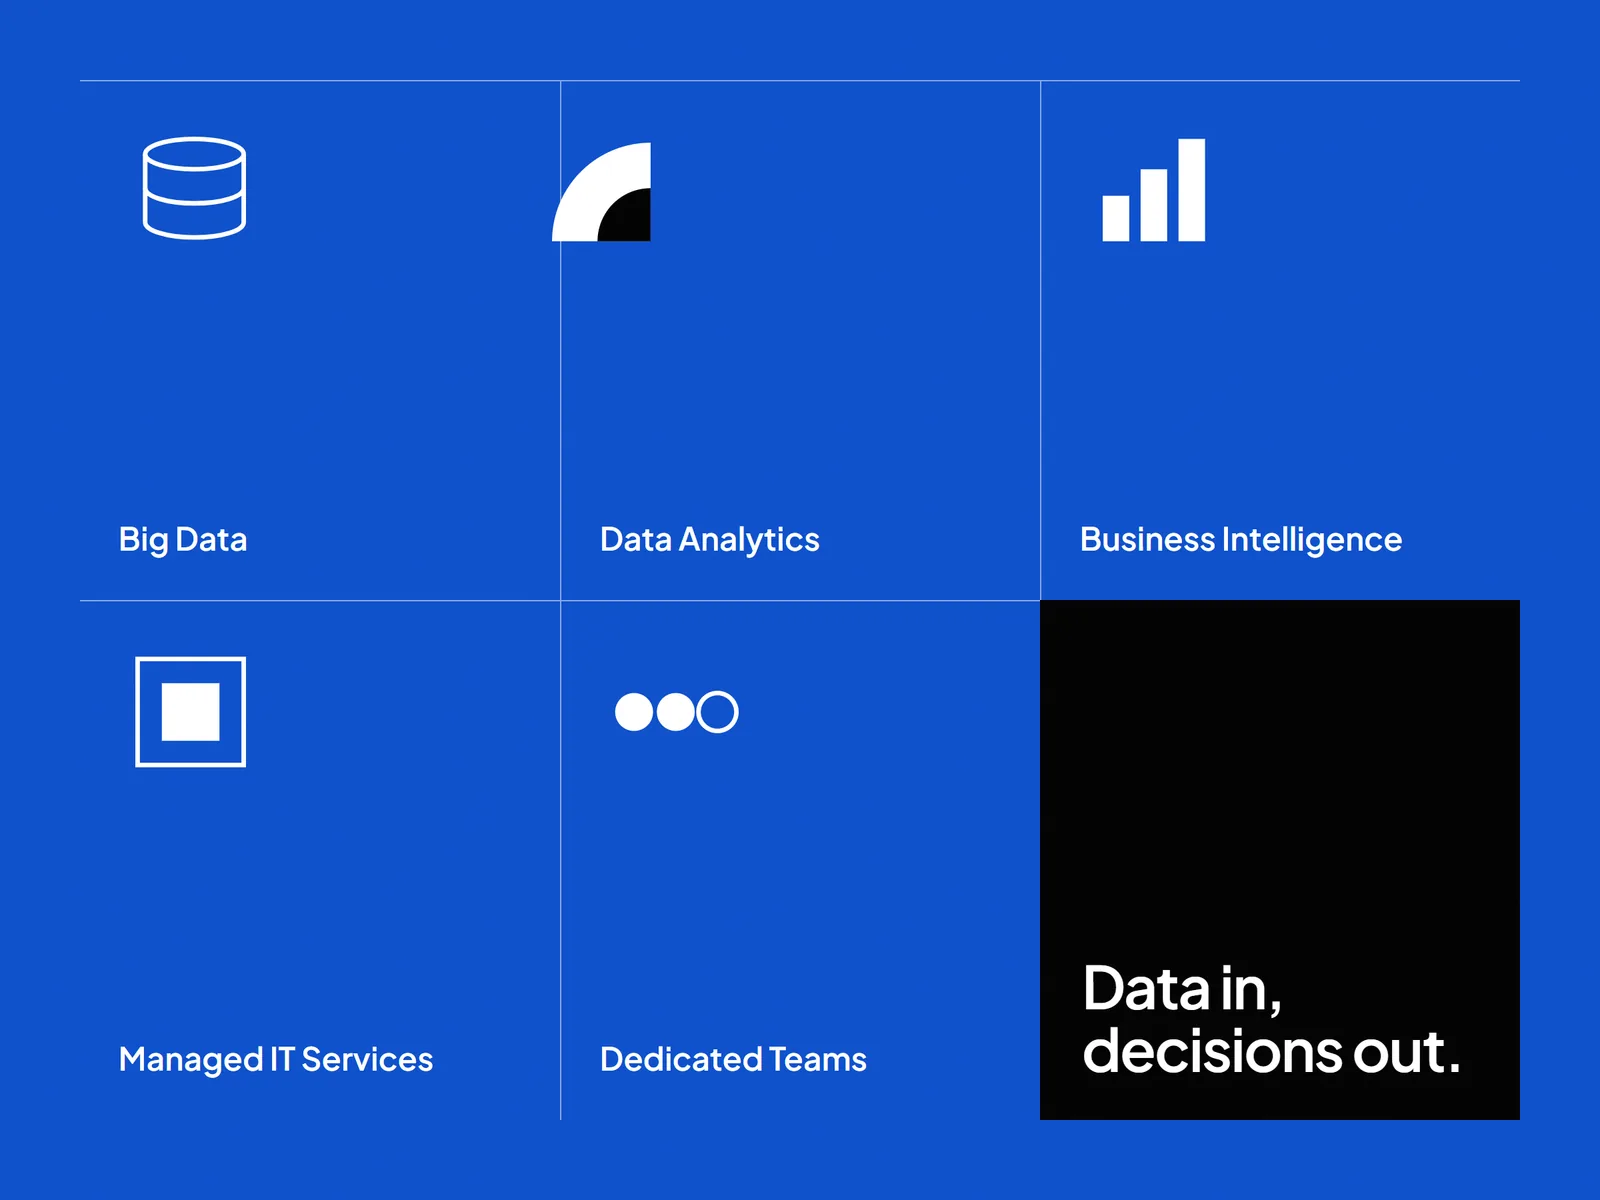 Big Data
Data Analytics
Business Intelligence
Managed IT Services
Dedicated Teams
Data in,
decisions out.